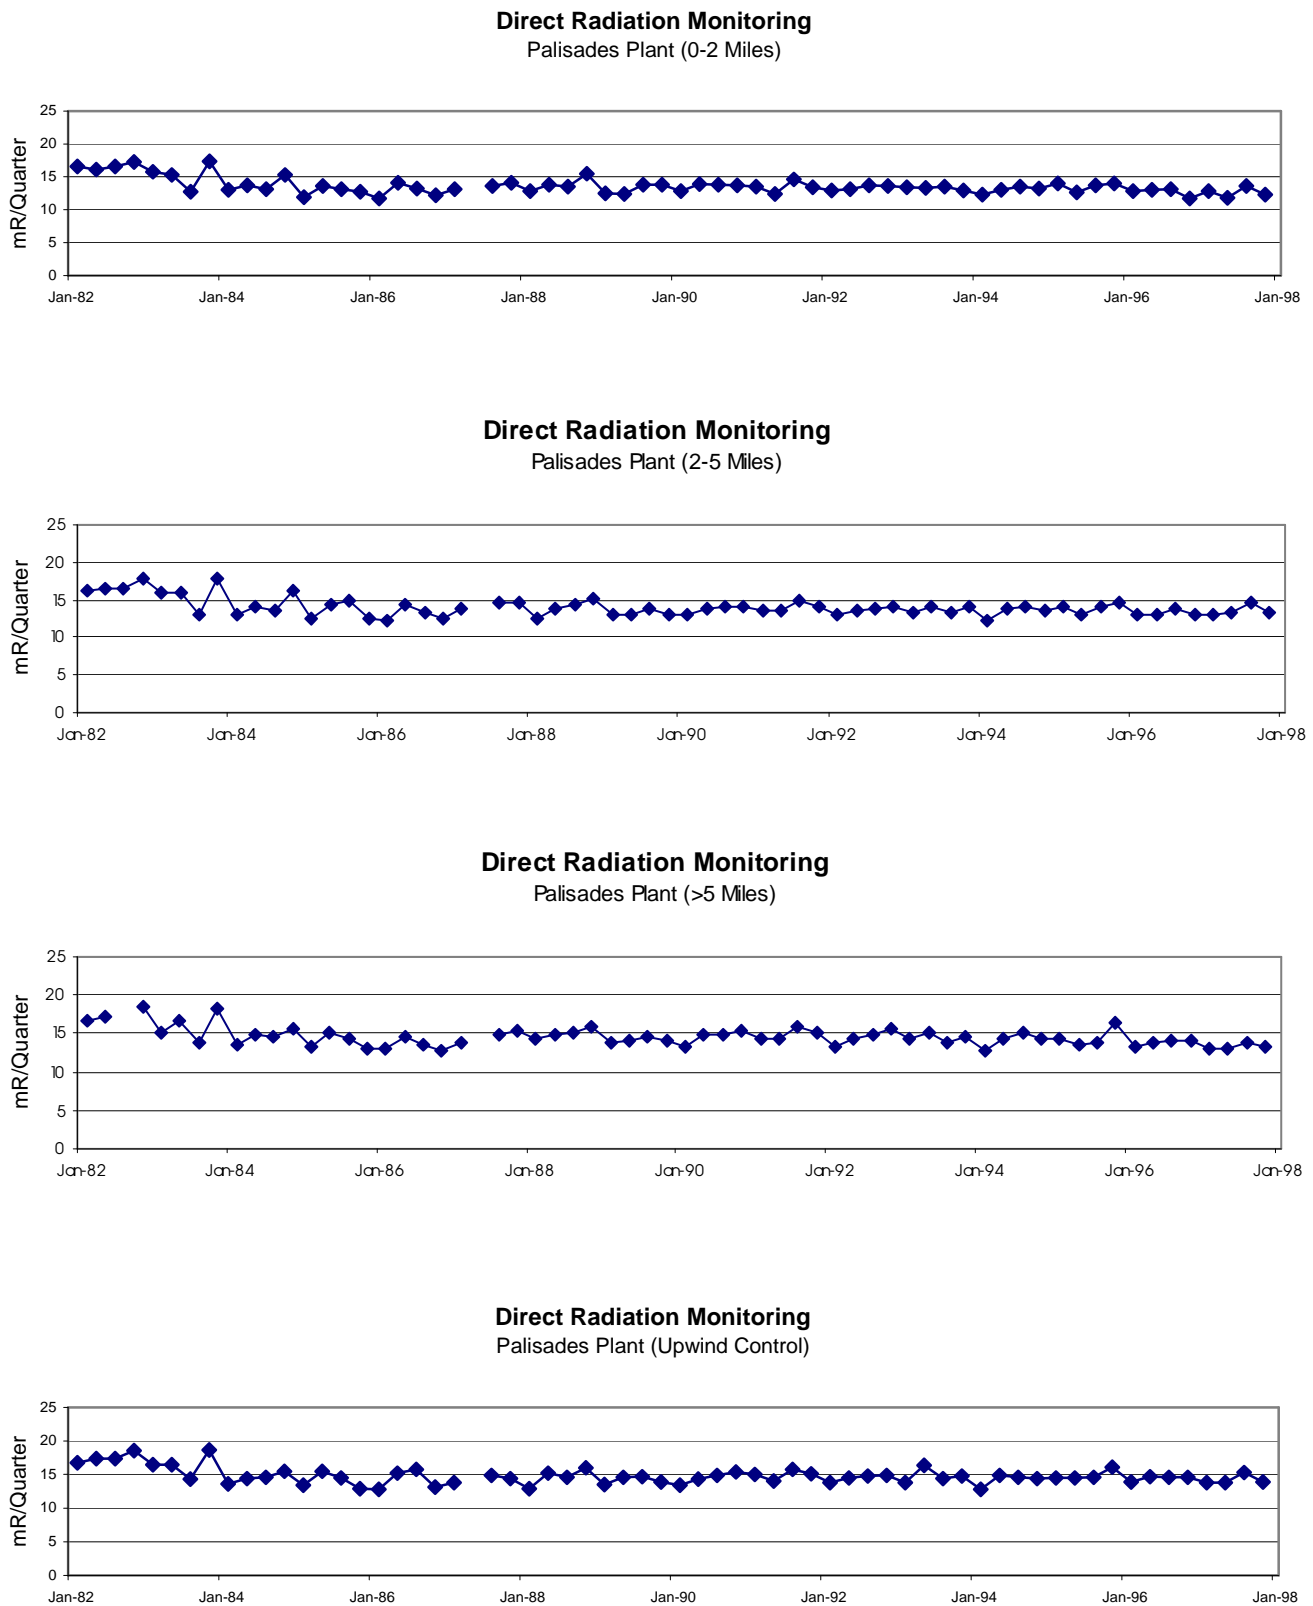 Direct Radiation Monitoring
Palisades Plant (0-2 Miles)
25
20
15
10
5
0
mR/Quarter
Jan-82 Jan-84 Jan-86 Jan-88 Jan-90 Jan-92 Jan-94 Jan-96 Jan-98
Direct Radiation Monitoring
Palisades Plant (2-5 Miles)
25
20
15
10
5
0
mR/Quarter
Jan-82 Jan-84 Jan-86 Jan-88 Jan-90 Jan-92 Jan-94 Jan-96 Jan-98
Direct Radiation Monitoring
Palisades Plant (>5 Miles)
25
20
15
10
5
0
mR/Quarter
Jan-82 Jan-84 Jan-86 Jan-88 Jan-90 Jan-92 Jan-94 Jan-96 Jan-98
Direct Radiation Monitoring
Palisades Plant (Upwind Control)
25
20
15
10
5
0
mR/Quarter
Jan-82 Jan-84 Jan-86 Jan-88 Jan-90 Jan-92 Jan-94 Jan-96 Jan-98